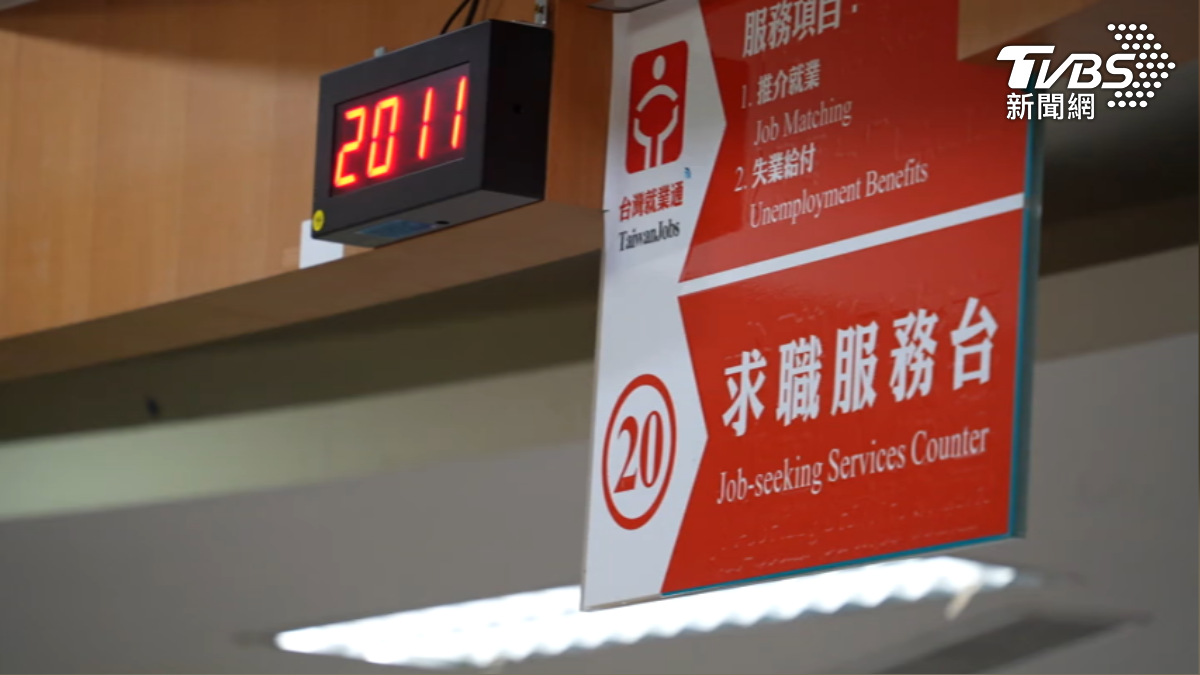 2011
服務項目：
1. 推介就業
Job Matching
2. 失業給付
Unemployment Benefits
台灣就業通
TaiwanJobs
20
求職服務台
Job-seeking Services Counter
TVBS
新聞網